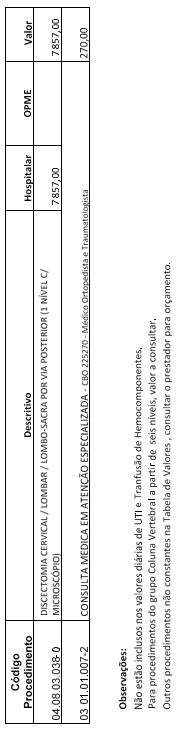 Código Procedimento | Descritivo | Hospitalar | OPME | Valor
04.08.03.038-0 | DISCECTOMIA CERVICAL / LOMBAR / LOMBO-SACRA POR VIA POSTERIOR (1 NÍVEL C/ MICROSCÓPIO) | 7857,00 | | 7857,00
03.01.01.007-2 | CONSULTA MEDICA EM ATENÇÃO ESPECIALIZADA - CBO 225270 - Médico Ortopedista e Traumatologista | | | 270,00
Observações:
Não estão inclusos nos valores diárias de UTI e Tranfusão de Hemocomponentes.
Para procedimentos do grupo Coluna Vertebral a partir de seis níveis, valor a consultar.
Outros procedimentos não constantes na Tabela de Valores , consultar o prestador para orçamento.